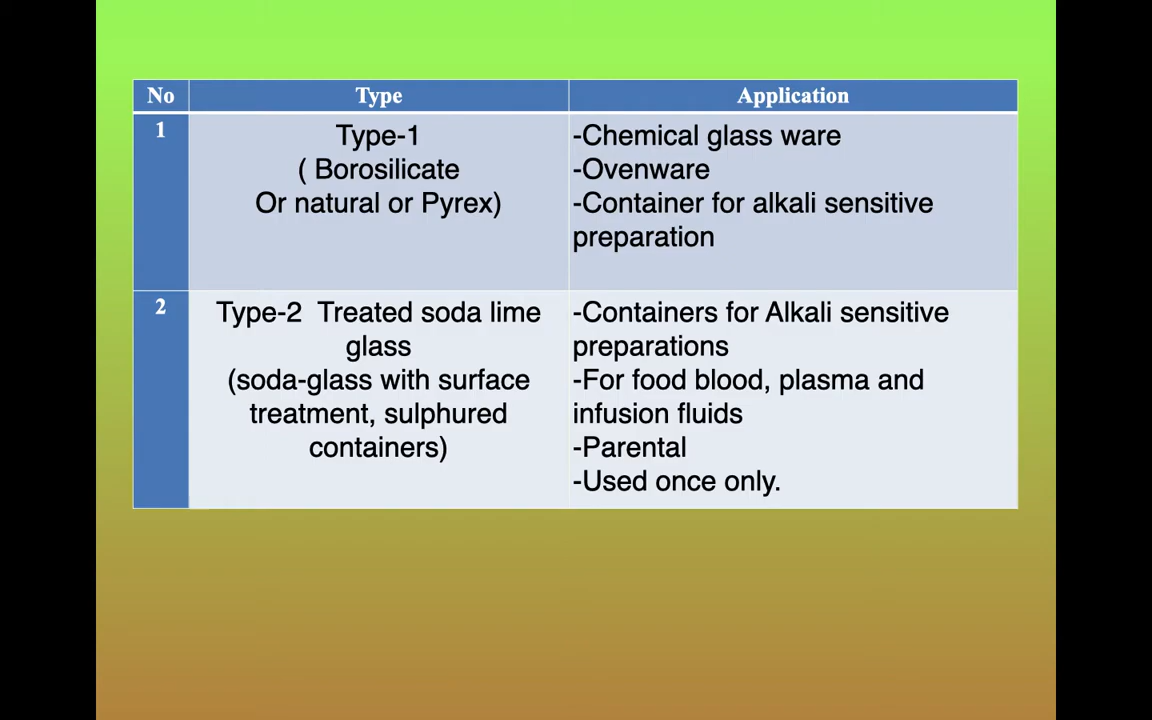 No Type Application
1 Type-1
( Borosilicate
Or natural or Pyrex)
-Chemical glass ware
-Ovenware
-Container for alkali sensitive
preparation
2 Type-2  Treated soda lime
glass
(soda-glass with surface
treatment, sulphured
containers)
-Containers for Alkali sensitive
preparations
-For food blood, plasma and
infusion fluids
-Parental
-Used once only.